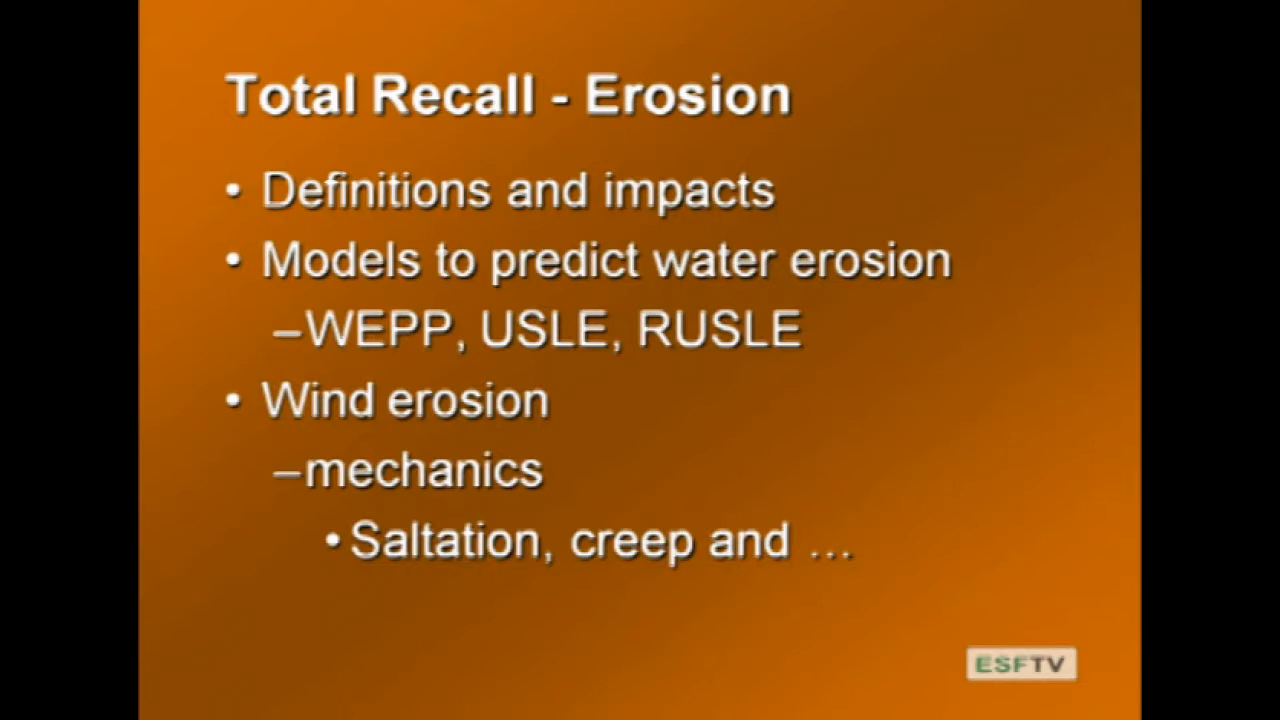 Total Recall - Erosion
• Definitions and impacts
• Models to predict water erosion
–WEPP, USLE, RUSLE
• Wind erosion
–mechanics
• Saltation, creep and …
ESFTV